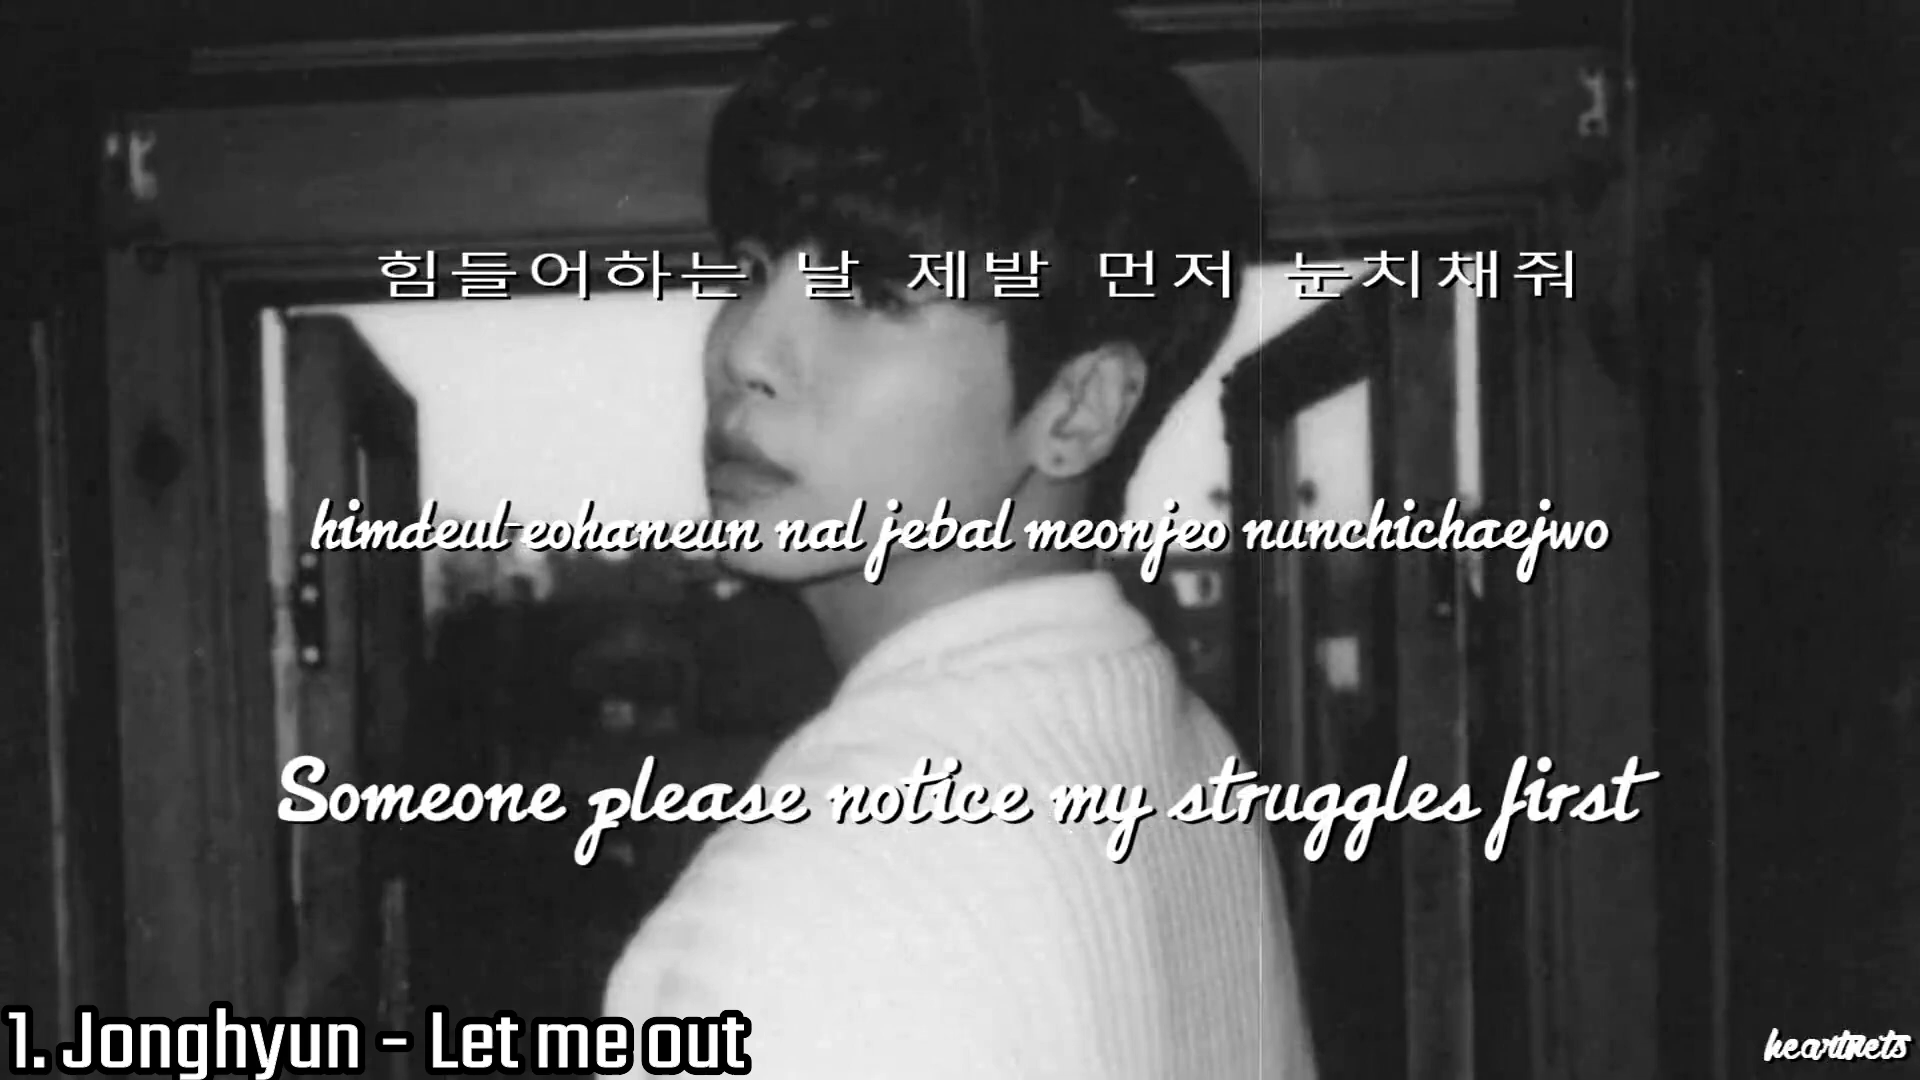 힘들어하는 날 제발 먼저 눈치채줘
himdeul-eohaneun nal jebal meonjeo nunchichaejwo
Someone please notice my struggles first
1. Jonghyun - Let me out